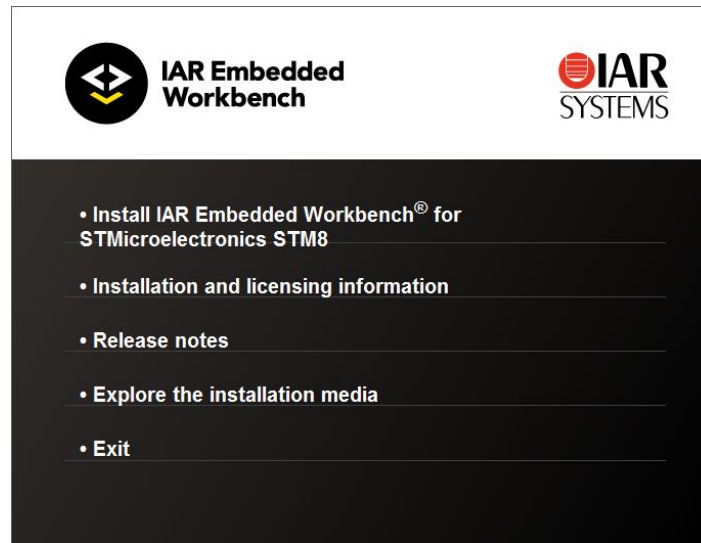 IAR Embedded
Workbench
IAR
SYSTEMS
• Install IAR Embedded Workbench® for
STMicroelectronics STM8
• Installation and licensing information
• Release notes
• Explore the installation media
• Exit